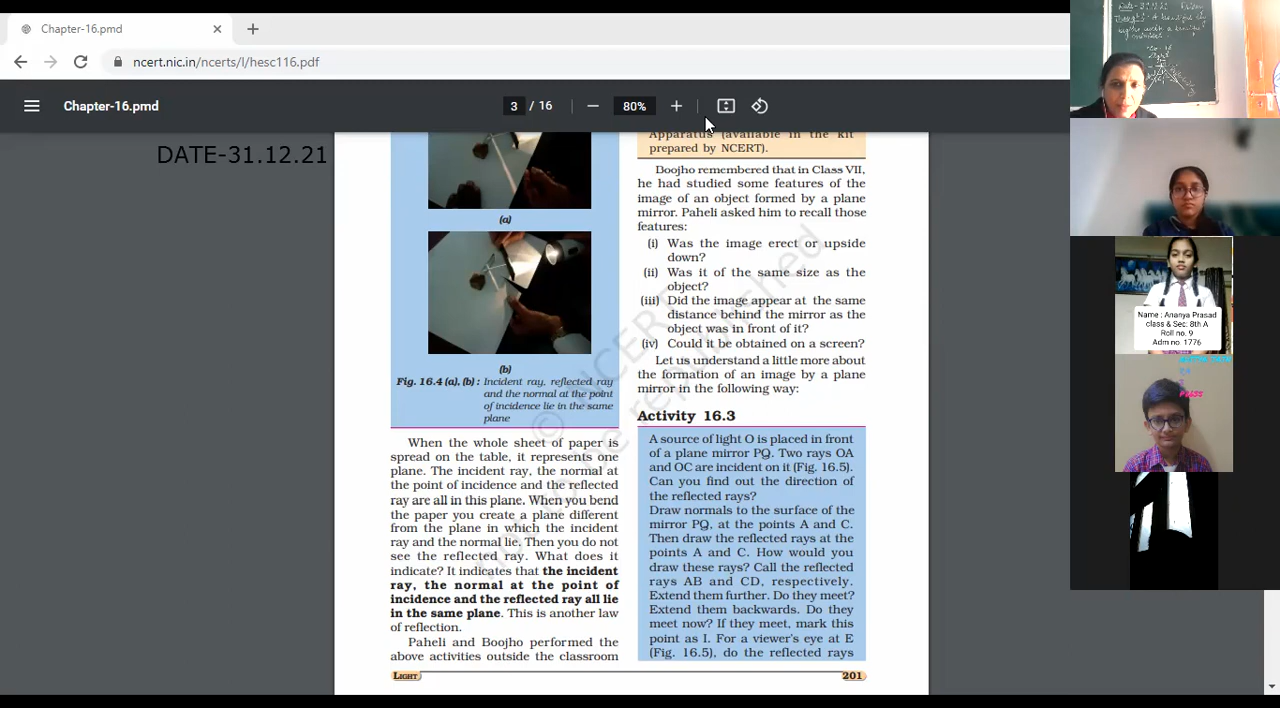 Chapter-16.pmd
ncert.nic.in/ncerts/l/hesc116.pdf
Chapter-16.pmd
3 / 16
80%
DATE-31.12.21
(a)
(b)
Fig. 16.4 (a), (b) : Incident ray, reflected ray
and the normal at the point
of incidence lie in the same
plane
When the whole sheet of paper is
spread on the table, it represents one
plane. The incident ray, the normal at
the point of incidence and the reflected
ray are all in this plane. When you bend
the paper you create a plane different
from the plane in which the incident
ray and the normal lie. Then you do not
see the reflected ray. What does it
indicate? It indicates that the incident
ray, the normal at the point of
incidence and the reflected ray all lie
in the same plane. This is another law
of reflection.
Paheli and Boojho performed the
above activities outside the classroom
Apparatus (available in the kit
prepared by NCERT).
Boojho remembered that in Class VII,
he had studied some features of the
image of an object formed by a plane
mirror. Paheli asked him to recall those
features:
(i) Was the image erect or upside
down?
(ii) Was it of the same size as the
object?
(iii) Did the image appear at the same
distance behind the mirror as the
object was in front of it?
(iv) Could it be obtained on a screen?
Let us understand a little more about
the formation of an image by a plane
mirror in the following way:
Activity 16.3
A source of light O is placed in front
of a plane mirror PQ. Two rays OA
and OC are incident on it (Fig. 16.5).
Can you find out the direction of
the reflected rays?
Draw normals to the surface of the
mirror PQ, at the points A and C.
Then draw the reflected rays at the
points A and C. How would you
draw these rays? Call the reflected
rays AB and CD, respectively.
Extend them further. Do they meet?
Extend them backwards. Do they
meet now? If they meet, mark this
point as I. For a viewer's eye at E
(Fig. 16.5), do the reflected rays
LIGHT
201
© NCERT
not to be republished
Date - 31.12.21
Name : Ananya Prasad
class & Sec: 8th A
Roll no. 9
Adm no. 1776